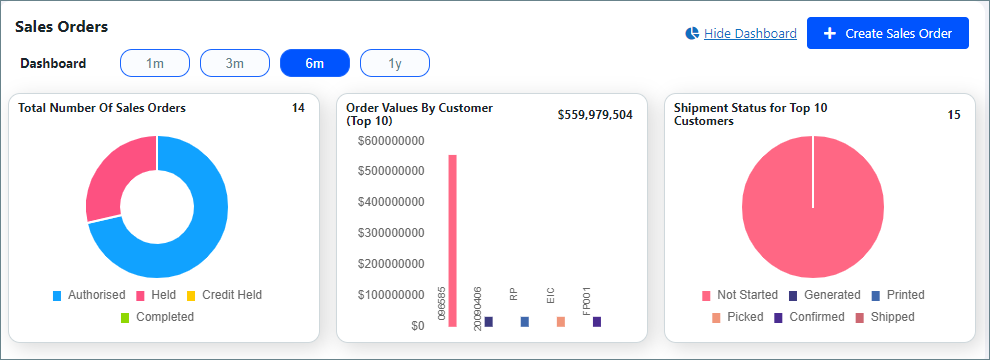 Sales Orders
Hide Dashboard
Create Sales Order
Dashboard
1m
3m
6m
1y
Total Number Of Sales Orders
14
Authorised
Held
Credit Held
Completed
Order Values By Customer
(Top 10)
$559,979,504
$600000000
$500000000
$400000000
$300000000
$200000000
$100000000
$0
096585
20090406
RP
EIC
FP001
Shipment Status for Top 10
Customers
15
Not Started
Generated
Printed
Picked
Confirmed
Shipped